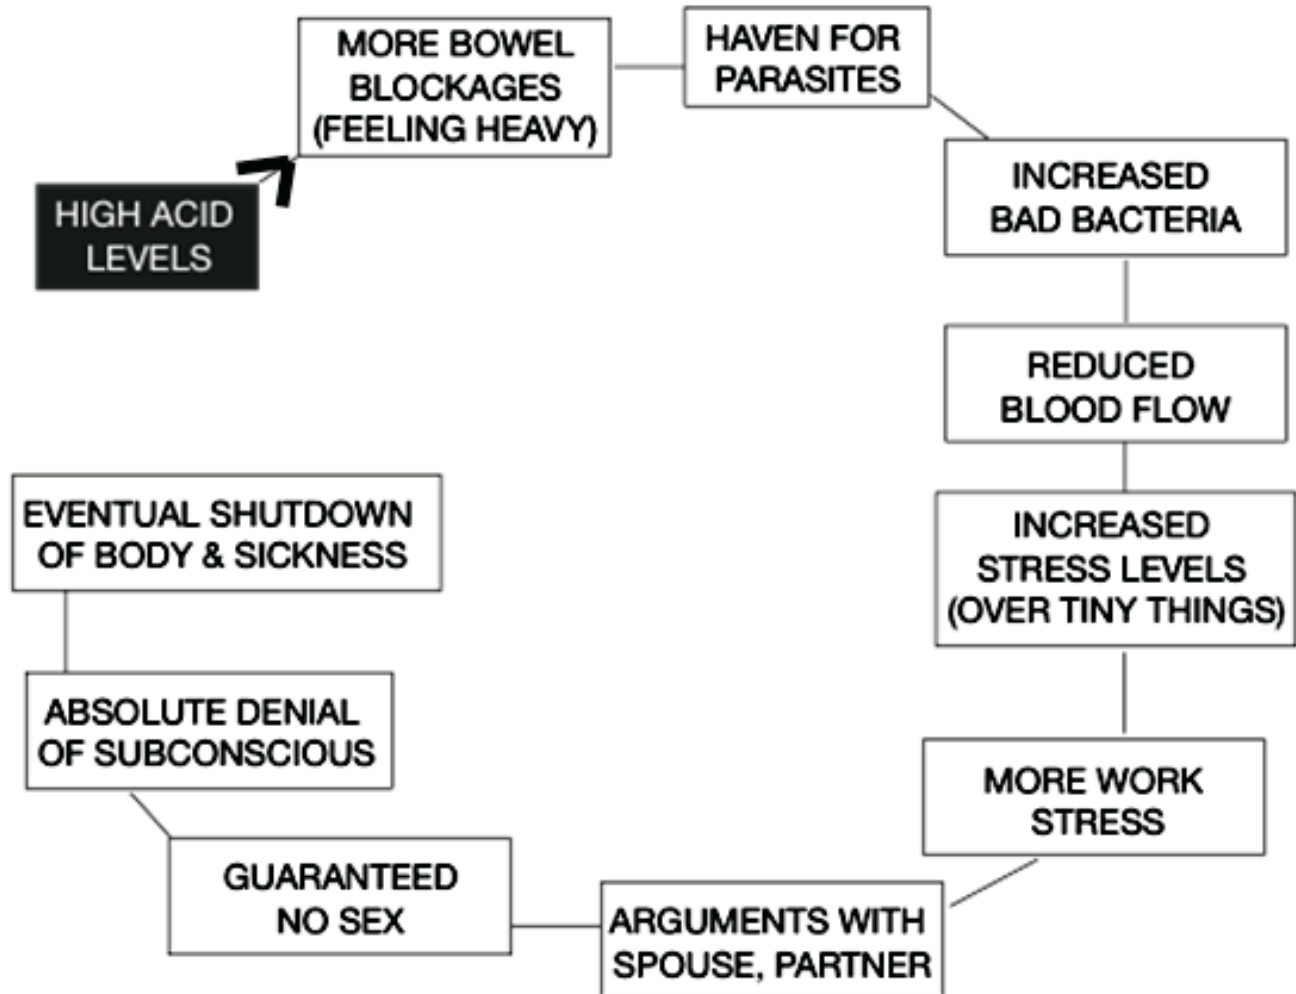 HIGH ACID
LEVELS
MORE BOWEL
BLOCKAGES
(FEELING HEAVY)
HAVEN FOR
PARASITES
INCREASED
BAD BACTERIA
REDUCED
BLOOD FLOW
INCREASED
STRESS LEVELS
(OVER TINY THINGS)
MORE WORK
STRESS
ARGUMENTS WITH
SPOUSE, PARTNER
GUARANTEED
NO SEX
ABSOLUTE DENIAL
OF SUBCONSCIOUS
EVENTUAL SHUTDOWN
OF BODY & SICKNESS